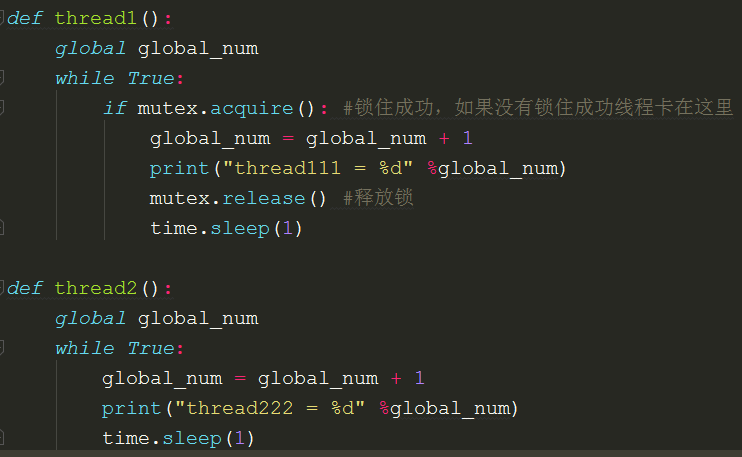 def thread1():
    global global_num
    while True:
        if mutex.acquire(): #锁住成功，如果没有锁住成功线程卡在这里
            global_num = global_num + 1
            print("thread111 = %d" %global_num)
            mutex.release() #释放锁
            time.sleep(1)
def thread2():
    global global_num
    while True:
        global_num = global_num + 1
        print("thread222 = %d" %global_num)
        time.sleep(1)